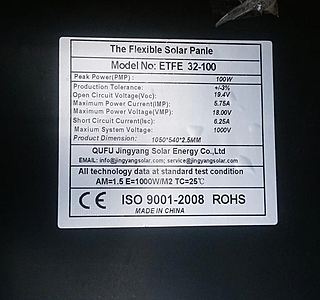 The Flexible Solar Panle
Model No: ETFE 32-100
Peak Power(PMP): 100W
Production Tolerance: +/-3%
Open Circuit Voltage(Voc): 19.4V
Maximum Power Current(IMP): 5.75A
Maximum Power Voltage(VMP): 18.00V
Short Circuit Current(Isc): 6.25A
Maxium System Voltage: 1000V
Product Dimension: 1050*540*2.5MM
QUFU Jingyang Solar Energy Co.,Ltd
EMAIL: info@jingyangsolar.com; service@jingyangsolar.com
All technology data at standard test condition
AM=1.5 E=1000W/M2 TC=25℃
CE ISO 9001-2008 ROHS
MADE IN CHINA